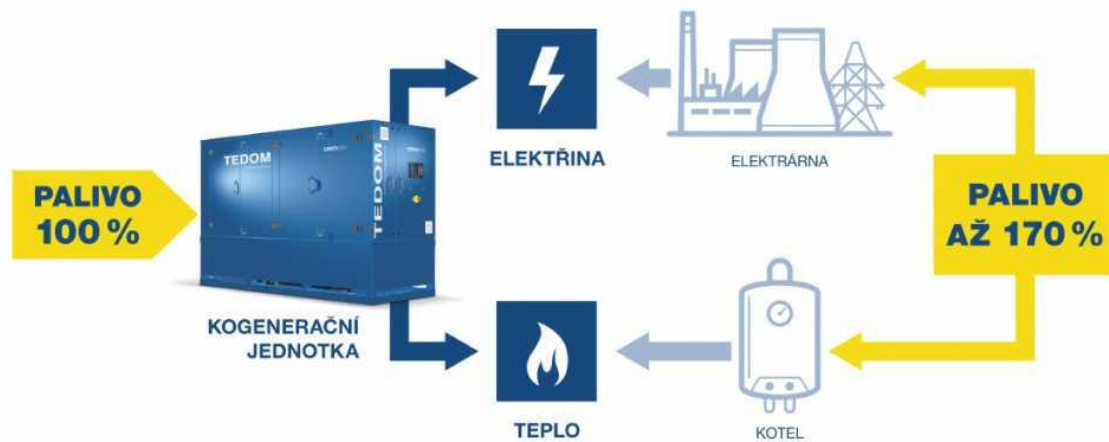 PALIVO
100 %
TEDOM
TEDOM
KOGENERAČNÍ
JEDNOTKA
ELEKTŘINA
TEPLO
ELEKTRÁRNA
KOTEL
PALIVO
AŽ 170 %